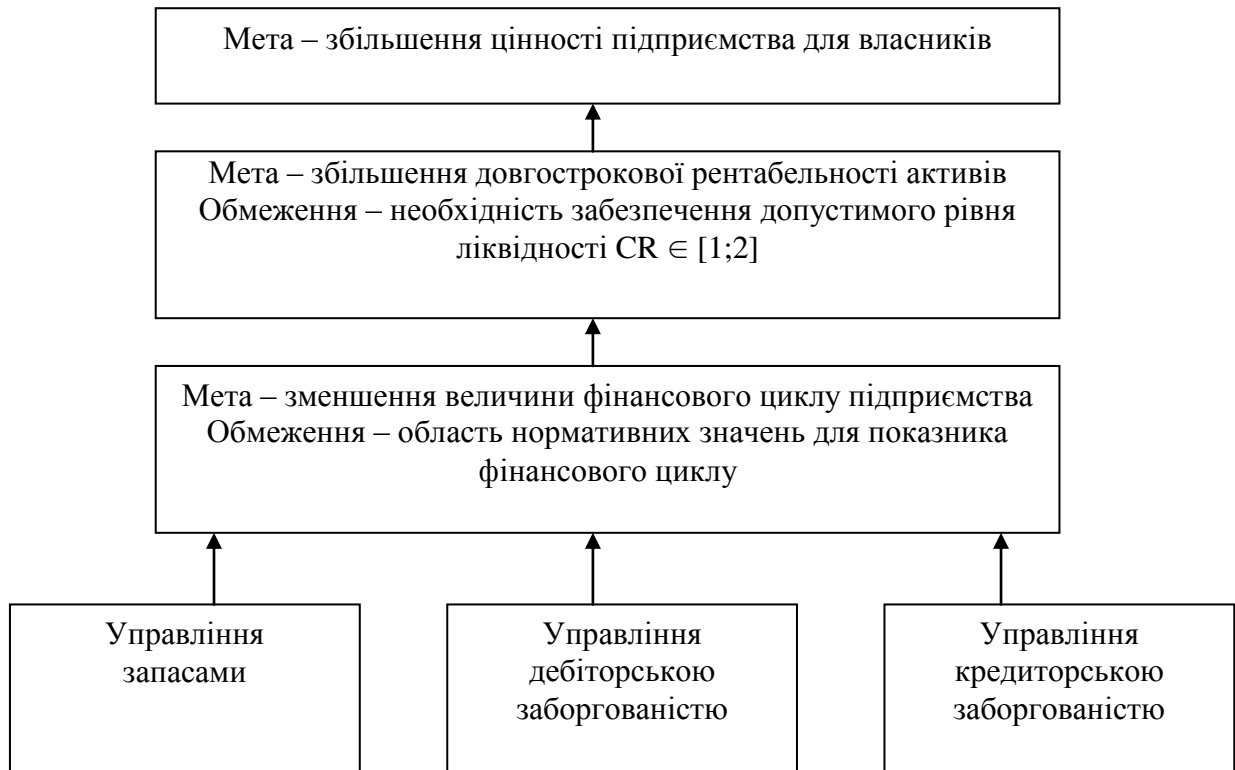 Мета – збільшення цінності підприємства для власників
Мета – збільшення довгострокової рентабельності активів
Обмеження – необхідність забезпечення допустимого рівня
ліквідності CR ∈ [1;2]
Мета – зменшення величини фінансового циклу підприємства
Обмеження – область нормативних значень для показника
фінансового циклу
Управління
запасами
Управління
дебіторською
заборгованістю
Управління
кредиторською
заборгованістю